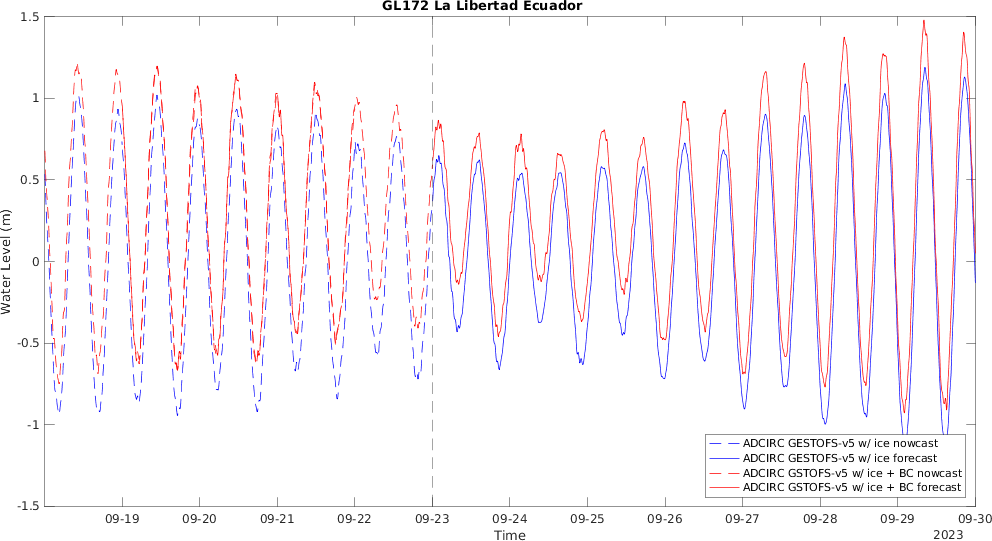 GL172 La Libertad Ecuador
1.5
1
0.5
0
-0.5
-1
-1.5
Water Level (m)
09-19 09-20 09-21 09-22 09-23 09-24 09-25 09-26 09-27 09-28 09-29 09-30
Time
2023
ADCIRC GESTOFS-v5 w/ ice nowcast
ADCIRC GESTOFS-v5 w/ ice forecast
ADCIRC GSTOFS-v5 w/ ice + BC nowcast
ADCIRC GSTOFS-v5 w/ ice + BC forecast